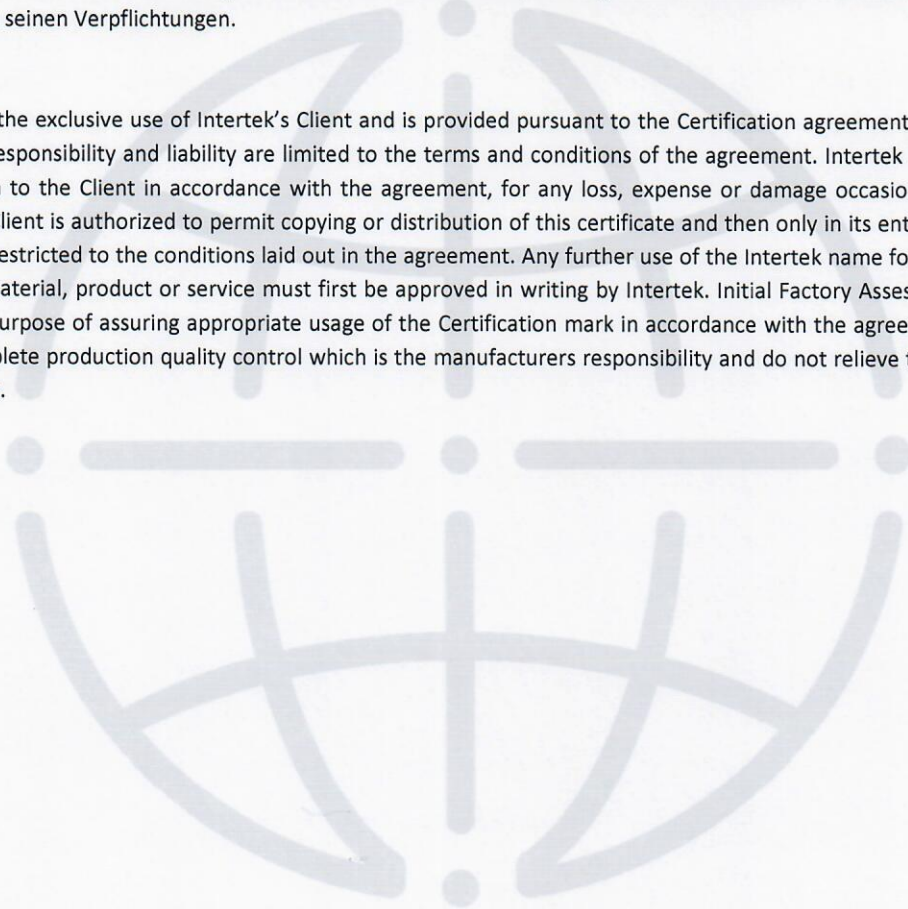 seinen Verpflichtungen.
the exclusive use of Intertek's Client and is provided pursuant to the Certification agreement
esponsibility and liability are limited to the terms and conditions of the agreement. Intertek
to the Client in accordance with the agreement, for any loss, expense or damage occasio
lient is authorized to permit copying or distribution of this certificate and then only in its ent
estricted to the conditions laid out in the agreement. Any further use of the Intertek name fo
aterial, product or service must first be approved in writing by Intertek. Initial Factory Asses
urpose of assuring appropriate usage of the Certification mark in accordance with the agree
plete production quality control which is the manufacturers responsibility and do not relieve
.